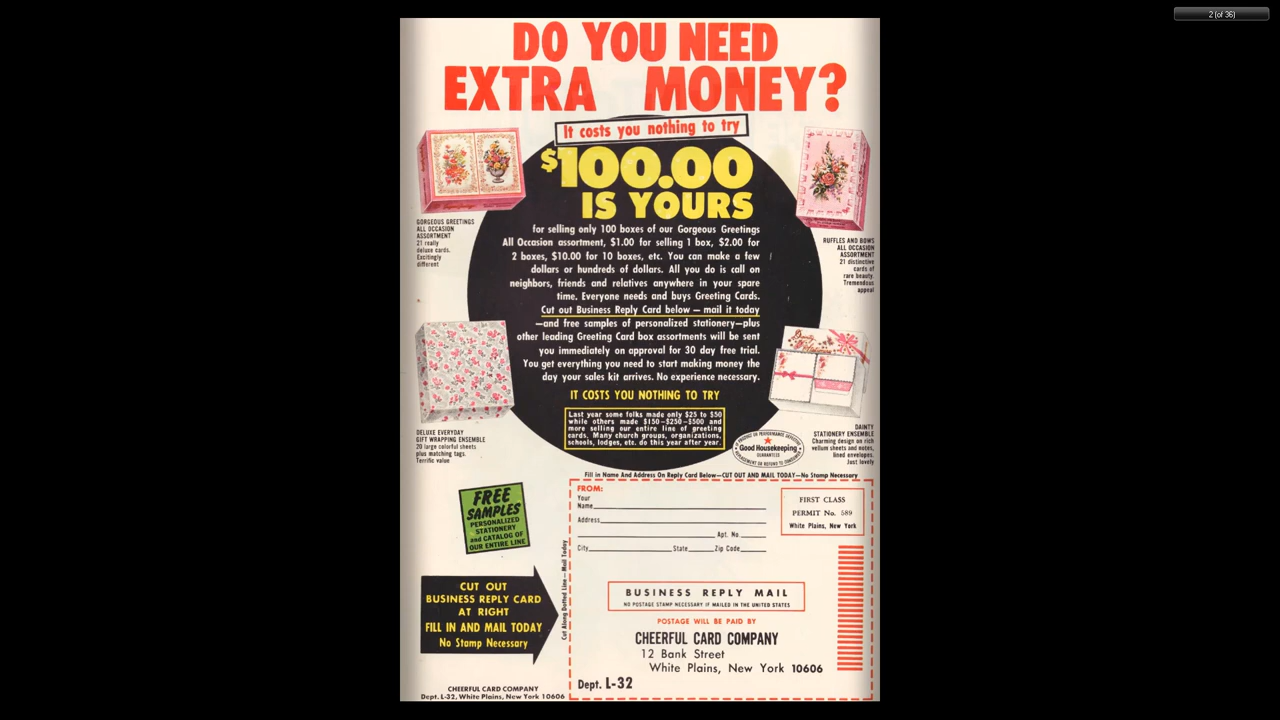 2 (of 36)
DO YOU NEED
EXTRA MONEY?
It costs you nothing to try
$100.00
IS YOURS
for selling only 100 boxes of our Gorgeous Greetings
All Occasion assortment, $1.00 for selling 1 box, $2.00 for
2 boxes, $10.00 for 10 boxes, etc. You can make a few
dollars or hundreds of dollars. All you do is call on
neighbors, friends and relatives anywhere in your spare
time. Everyone needs and buys Greeting Cards.
Cut out Business Reply Card below — mail it today
—and free samples of personalized stationery—plus
other leading Greeting Card box assortments will be sent
you immediately on approval for 30 day free trial.
You get everything you need to start making money the
day your sales kit arrives. No experience necessary.
IT COSTS YOU NOTHING TO TRY
Last year some folks made only $25 to $50
while others made $150—$250—$500 and
more selling our entire line of greeting
cards. Many church groups, organizations,
schools, lodges, etc. do this year after year.
GORGEOUS GREETINGS
ALL OCCASION
ASSORTMENT
21 really
deluxe cards.
Excitingly
different
RUFFLES AND BOWS
ALL OCCASION
ASSORTMENT
21 distinctive
cards of
rare beauty.
Tremendous
appeal
DELUXE EVERYDAY
GIFT WRAPPING ENSEMBLE
20 large colorful sheets
plus matching tags.
Terrific value
DAINTY
STATIONERY ENSEMBLE
Charming design on rich
vellum sheets and notes,
lined envelopes.
Just lovely
Good Housekeeping
GUARANTEES
REPLACEMENT OR REFUND TO CONSUMER
Fill in Name And Address On Reply Card Below—CUT OUT AND MAIL TODAY—No Stamp Necessary
FREE
SAMPLES
PERSONALIZED
STATIONERY
and CATALOG OF
OUR ENTIRE LINE
CUT OUT
BUSINESS REPLY CARD
AT RIGHT
FILL IN AND MAIL TODAY
No Stamp Necessary
CHEERFUL CARD COMPANY
Dept. L-32, White Plains, New York 10606
Cut Along Dotted Line — Mail Today
FROM:
Your
Name
Address
Apt. No.
City State Zip Code
FIRST CLASS
PERMIT No. 589
White Plains, New York
BUSINESS REPLY MAIL
NO POSTAGE STAMP NECESSARY IF MAILED IN THE UNITED STATES
POSTAGE WILL BE PAID BY
CHEERFUL CARD COMPANY
12 Bank Street
White Plains, New York 10606
Dept. L-32